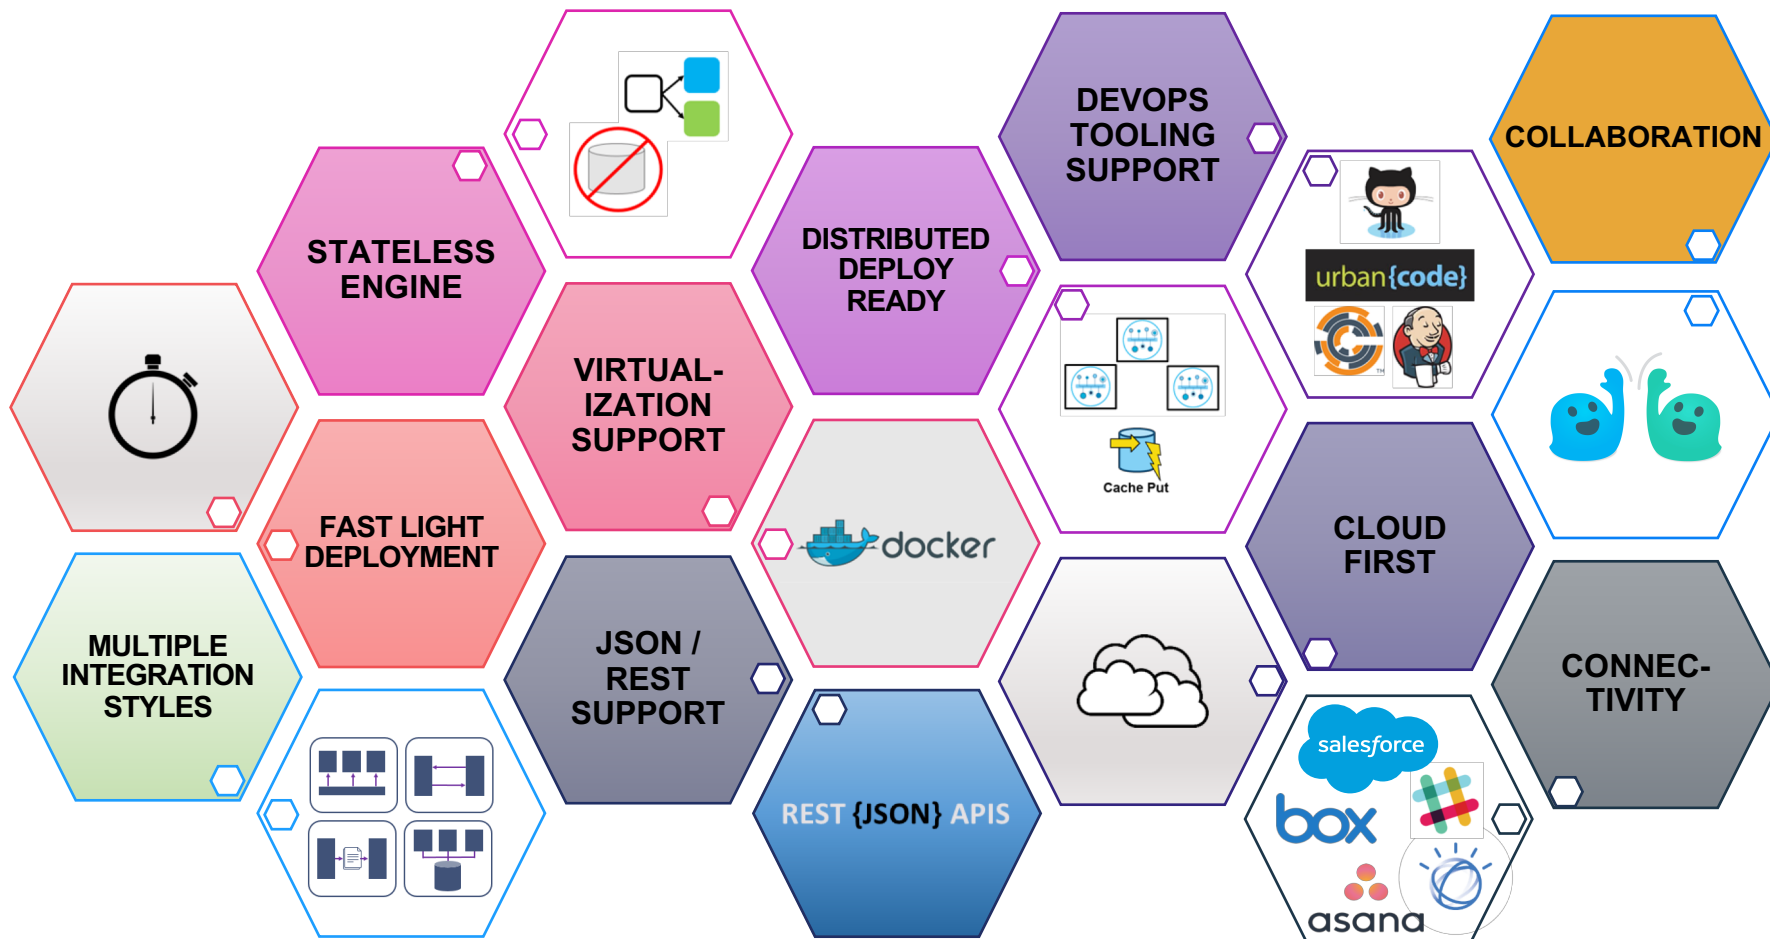 DEVOPS
TOOLING
SUPPORT
COLLABORATION
STATELESS
ENGINE
DISTRIBUTED
DEPLOY
READY
urban{code}
TM
VIRTUAL-
IZATION
SUPPORT
Cache Put
FAST LIGHT
DEPLOYMENT
docker
CLOUD
FIRST
MULTIPLE
INTEGRATION
STYLES
JSON /
REST
SUPPORT
CONNEC-
TIVITY
REST {JSON} APIS
salesforce
box
asana